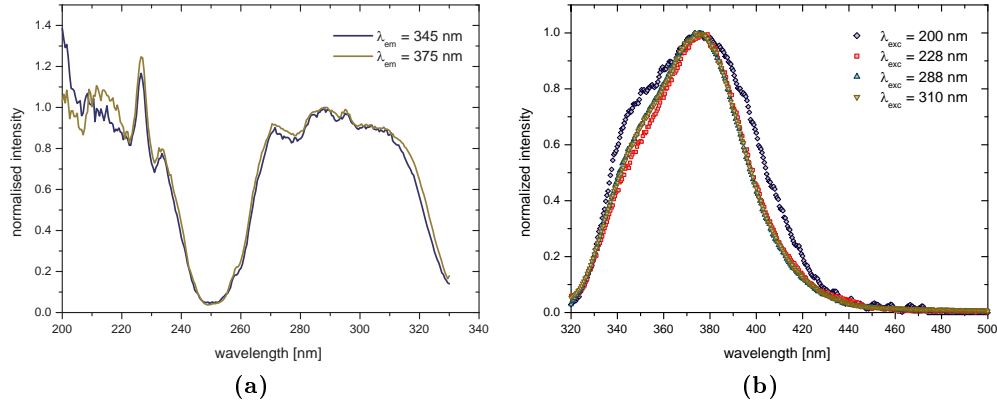 1.4
1.2
1.0
0.8
0.6
0.4
0.2
0.0
normalised intensity
λem = 345 nm
λem = 375 nm
200 220 240 260 280 300 320 340
wavelength [nm]
(a)
1.0
0.8
0.6
0.4
0.2
0.0
normalized intensity
λexc = 200 nm
λexc = 228 nm
λexc = 288 nm
λexc = 310 nm
320 340 360 380 400 420 440 460 480 500
wavelength [nm]
(b)